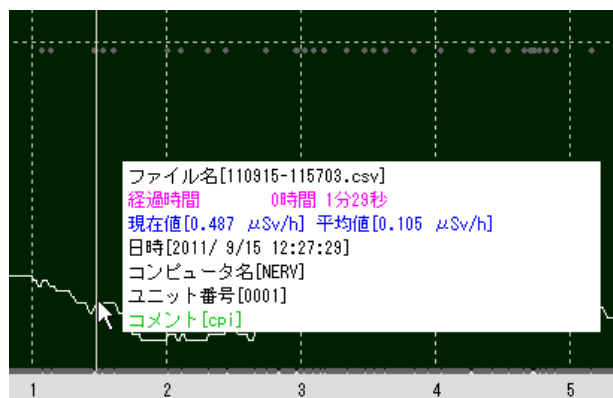 ファイル名[110915-115703.csv]
経過時間 0時間 1分29秒
現在値[0.487 μSv/h] 平均値[0.105 μSv/h]
日時[2011/ 9/15 12:27:29]
コンピュータ名[NERV]
ユニット番号[0001]
コメント[cpi]
1 2 3 4 5